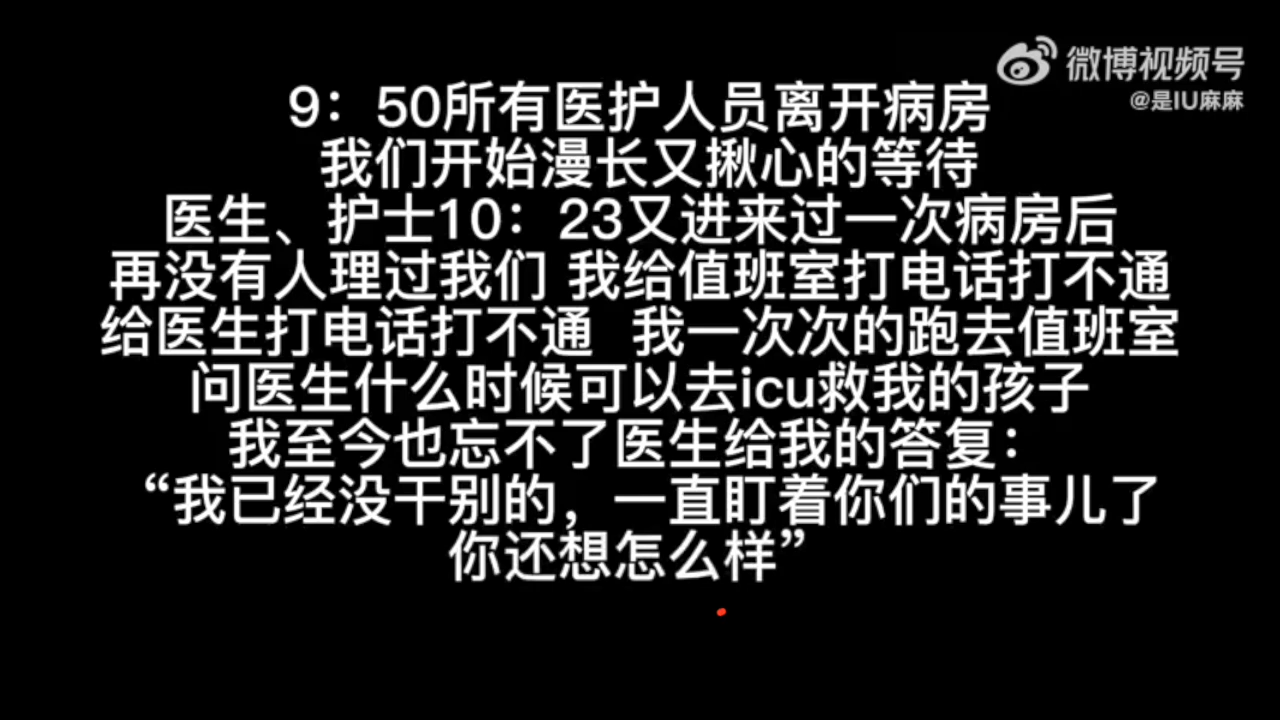 微博视频号
@是IU麻麻
9：50所有医护人员离开病房
我们开始漫长又揪心的等待
医生、护士10：23又进来过一次病房后
再没有人理过我们 我给值班室打电话打不通
给医生打电话打不通 我一次次的跑去值班室
问医生什么时候可以去icu救我的孩子
我至今也忘不了医生给我的答复：
“我已经没干别的，一直盯着你们的事儿了
你还想怎么样”